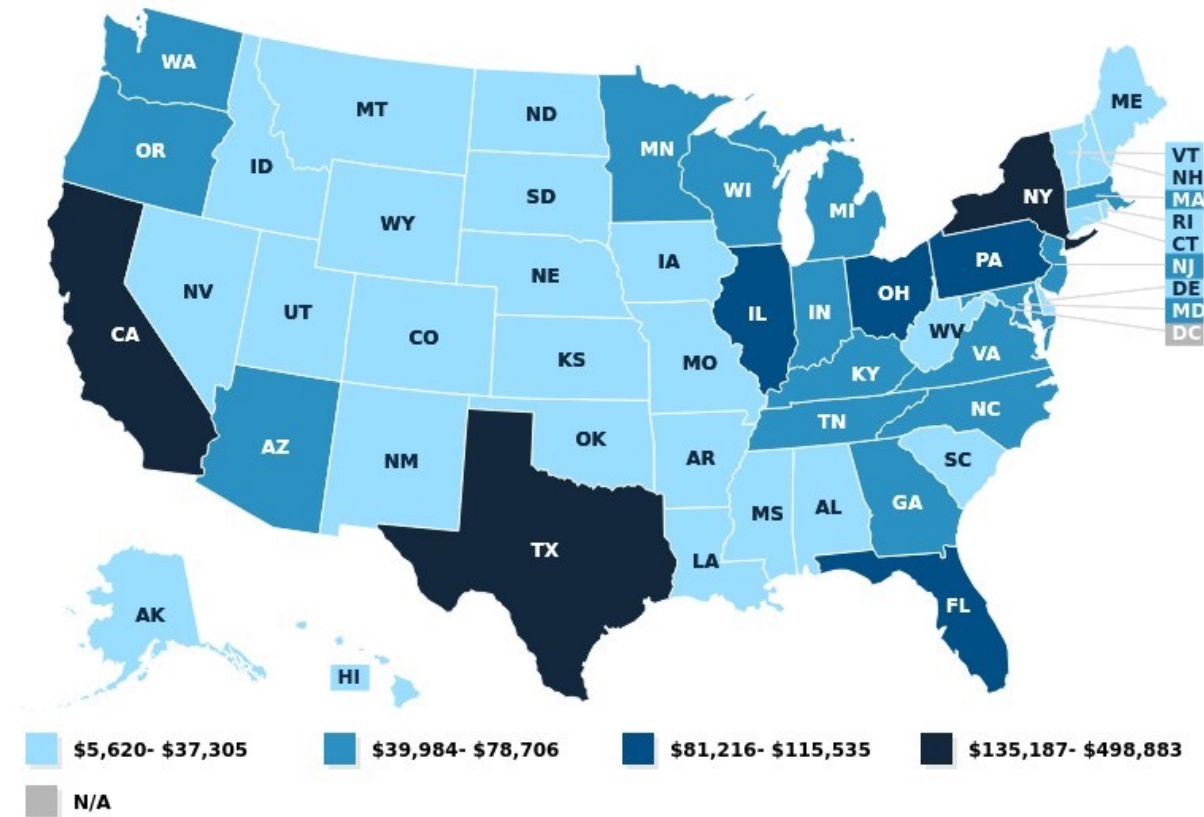 WA
MT
ND
ME
OR
MN
VT
ID
NH
SD
WI
NY
MA
WY
MI
RI
CT
IA
PA
NJ
NE
DE
NV
OH
UT
IL
IN
MD
CA
CO
WV
DC
VA
KS
MO
KY
NC
TN
AZ
OK
NM
AR
SC
GA
MS
AL
TX
LA
FL
AK
HI
$5,620- $37,305
$39,984- $78,706
$81,216- $115,535
$135,187- $498,883
N/A